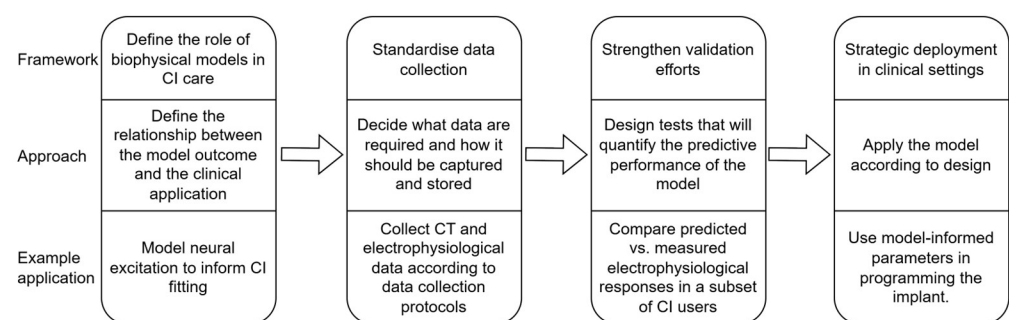 Framework
Define the role of
biophysical models in
CI care
Standardise data
collection
Strengthen validation
efforts
Strategic deployment
in clinical settings
Approach
Define the
relationship between
the model outcome
and the clinical
application
Decide what data are
required and how it
should be captured
and stored
Design tests that will
quantify the predictive
performance of the
model
Apply the model
according to design
Example
application
Model neural
excitation to inform CI
fitting
Collect CT and
electrophysiological
data according to
data collection
protocols
Compare predicted
vs. measured
electrophysiological
responses in a subset
of CI users
Use model-informed
parameters in
programming the
implant.